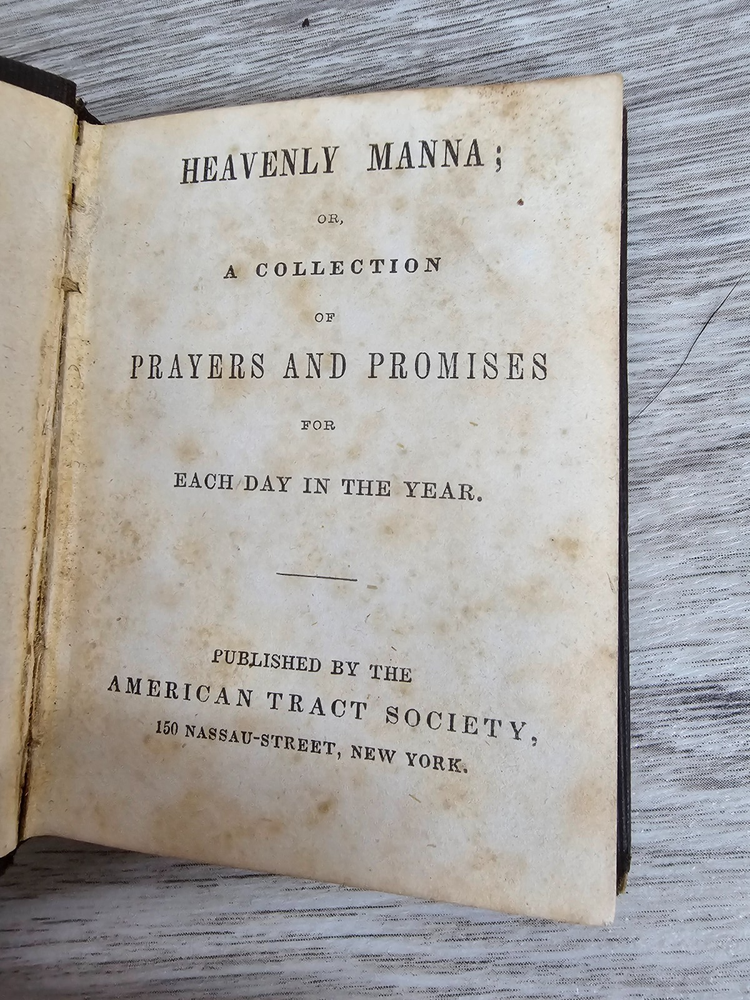 HEAVENLY MANNA;
OR,
A COLLECTION
OF
PRAYERS AND PROMISES
FOR
EACH DAY IN THE YEAR.
PUBLISHED BY THE
AMERICAN TRACT SOCIETY,
150 NASSAU-STREET, NEW YORK.